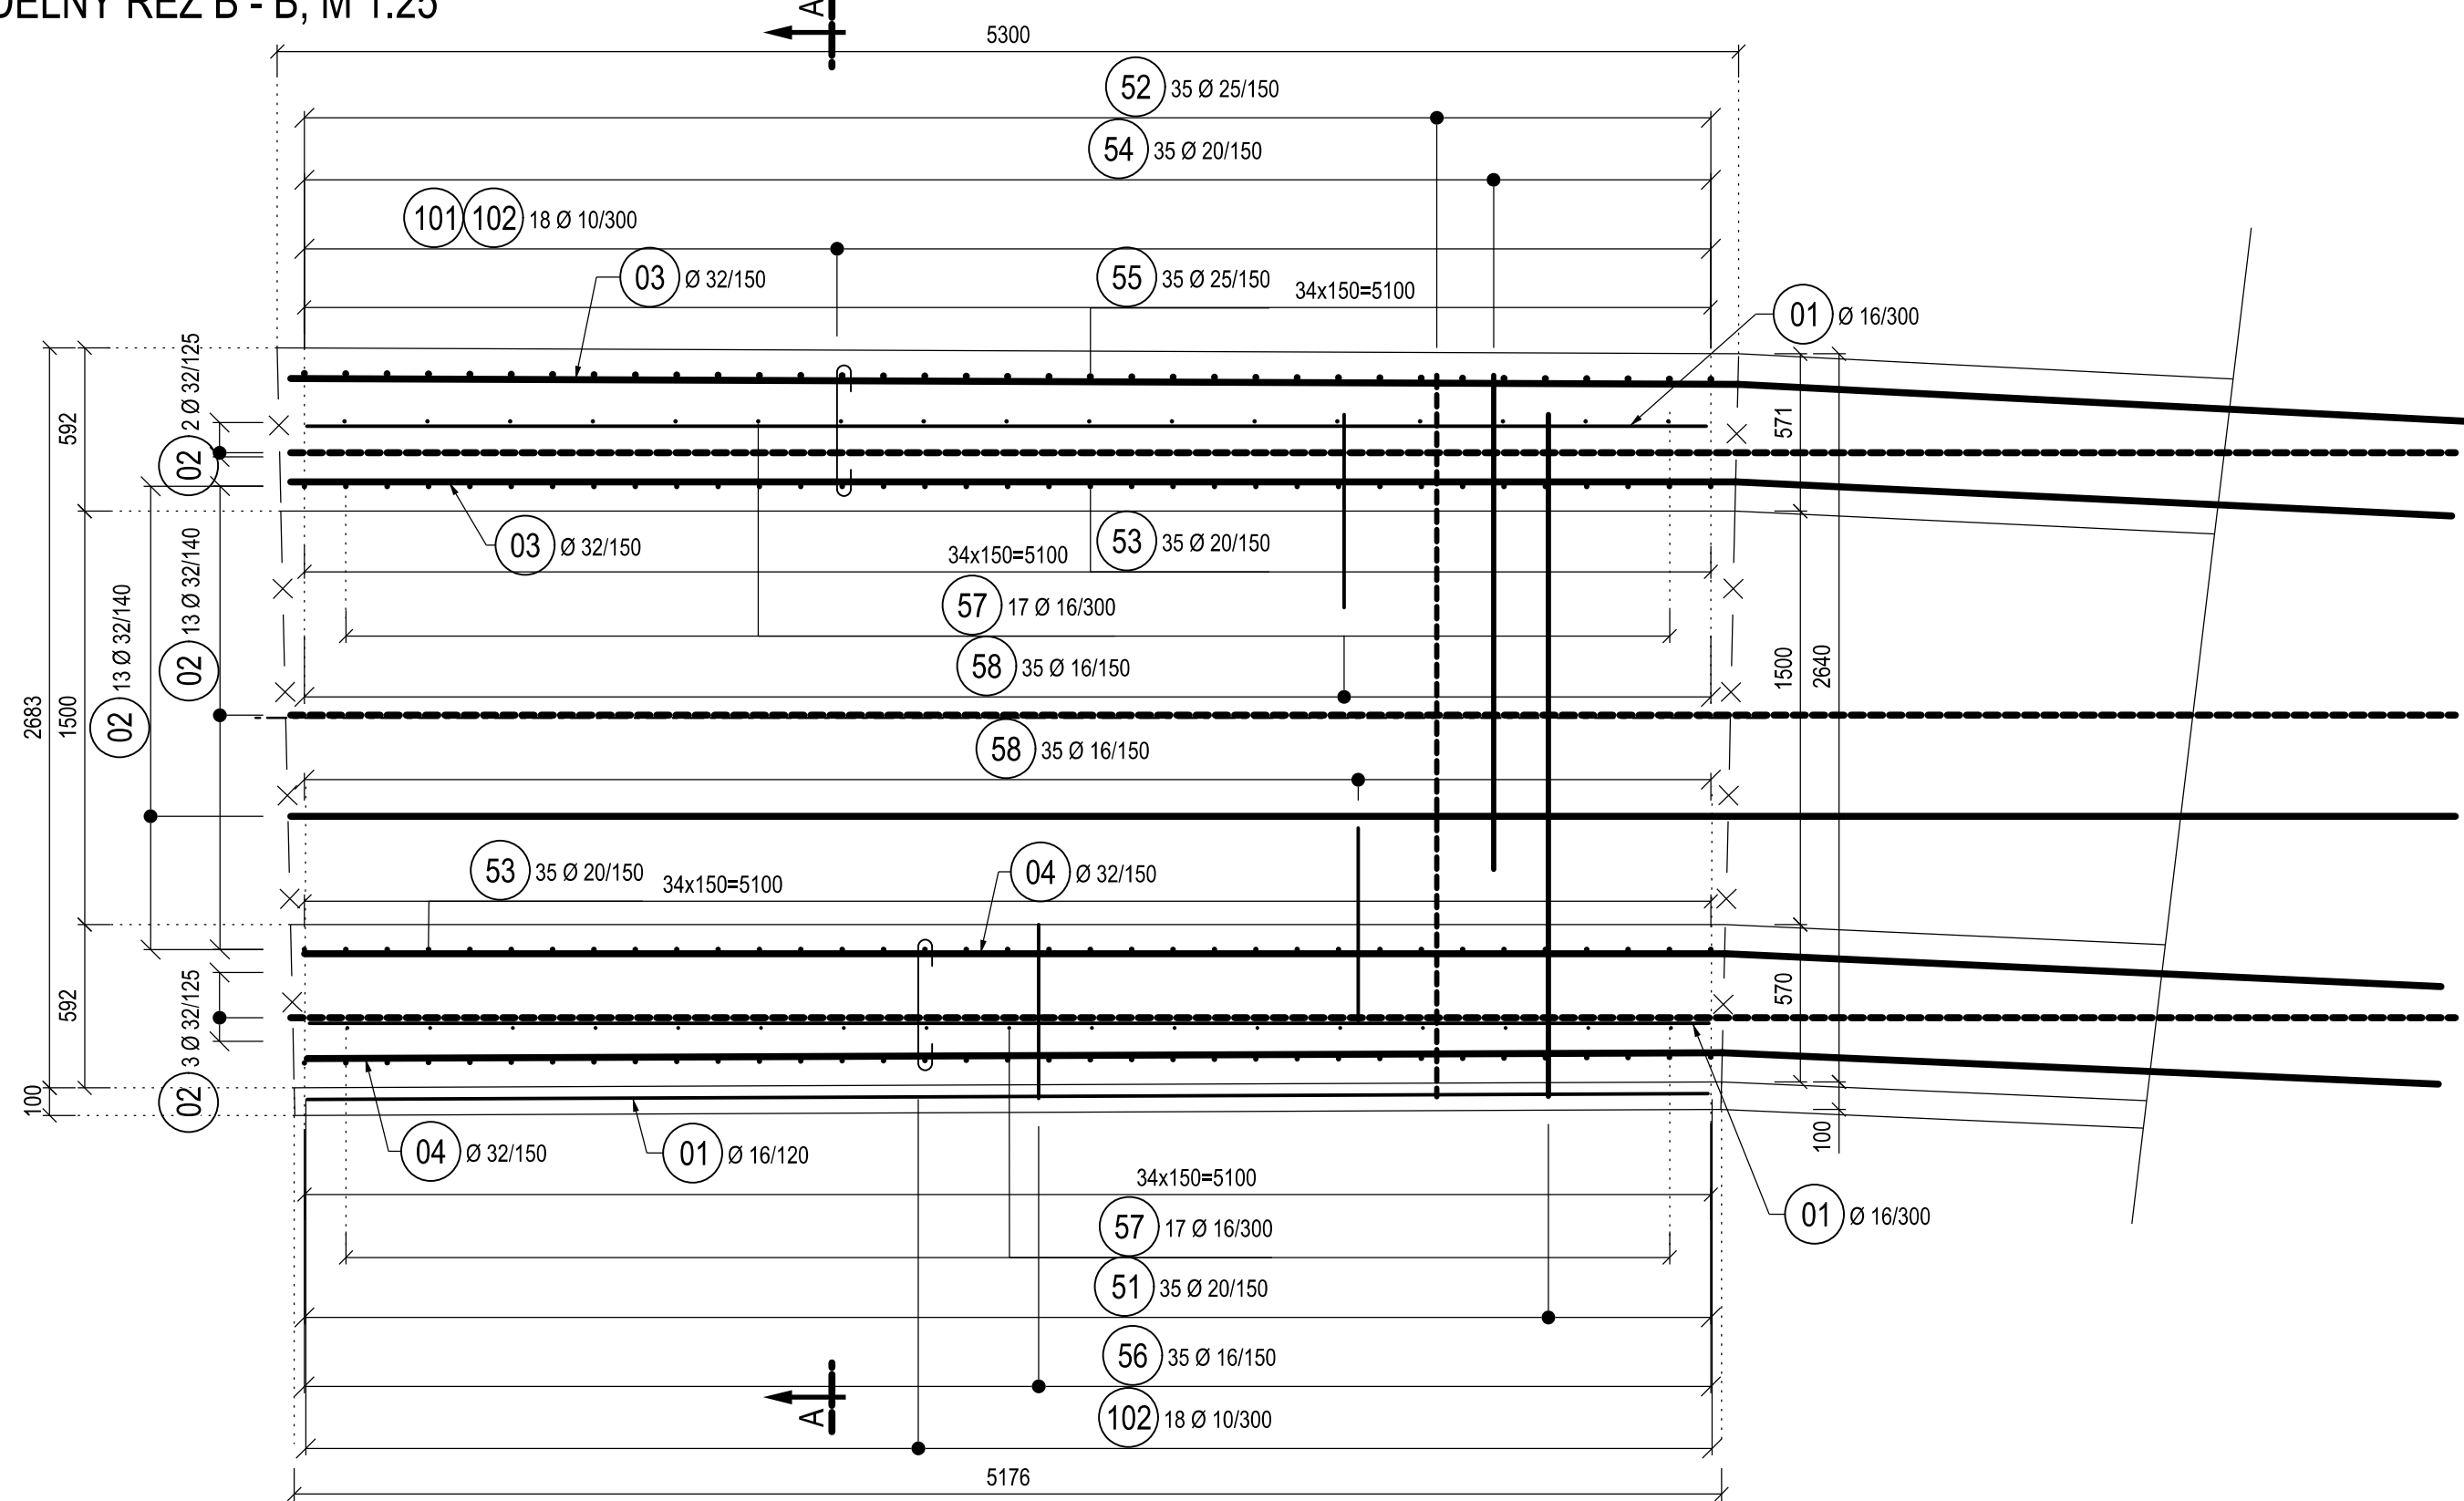 DELNÝ ŘEZ B - B, M 1:25
A
5300
52 35 Ø 25/150
54 35 Ø 20/150
101 102 18 Ø 10/300
03 Ø 32/150
55 35 Ø 25/150
34x150=5100
01 Ø 16/300
2 Ø 32/125
02
592
571
03 Ø 32/150
53 35 Ø 20/150
34x150=5100
57 17 Ø 16/300
58 35 Ø 16/150
13 Ø 32/140
02
13 Ø 32/140
02
2683
1500
1500
2640
58 35 Ø 16/150
53 35 Ø 20/150
34x150=5100
04 Ø 32/150
592
570
3 Ø 32/125
02
100
100
04 Ø 32/150
01 Ø 16/120
34x150=5100
57 17 Ø 16/300
01 Ø 16/300
51 35 Ø 20/150
56 35 Ø 16/150
A
102 18 Ø 10/300
5176